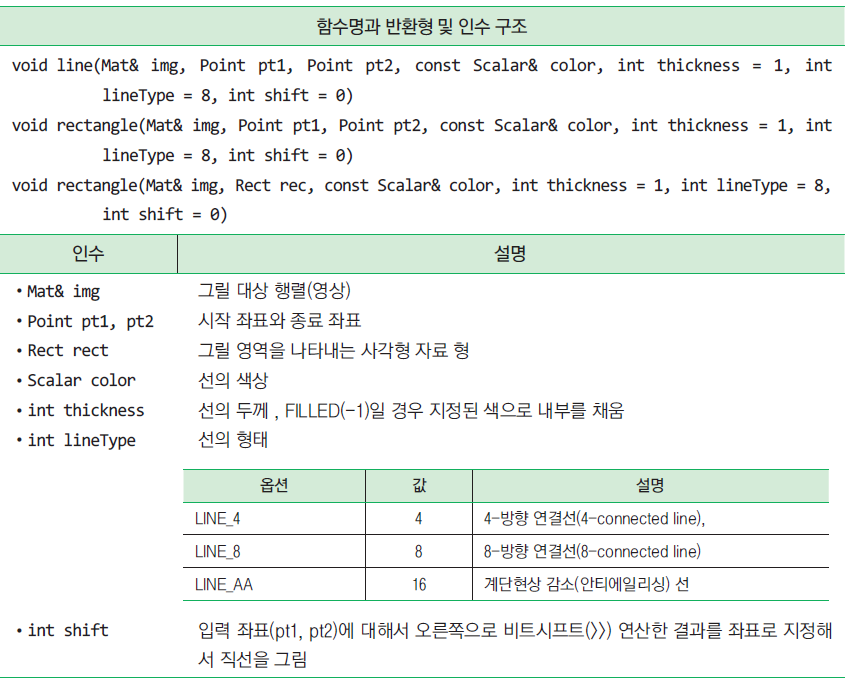 함수명과 반환형 및 인수 구조
void line(Mat& img, Point pt1, Point pt2, const Scalar& color, int thickness = 1, int
lineType = 8, int shift = 0)
void rectangle(Mat& img, Point pt1, Point pt2, const Scalar& color, int thickness = 1, int
lineType = 8, int shift = 0)
void rectangle(Mat& img, Rect rec, const Scalar& color, int thickness = 1, int lineType = 8,
int shift = 0)
인수 설명
• Mat& img 그릴 대상 행렬(영상)
• Point pt1, pt2 시작 좌표와 종료 좌표
• Rect rect 그릴 영역을 나타내는 사각형 자료 형
• Scalar color 선의 색상
• int thickness 선의 두께 , FILLED(-1)일 경우 지정된 색으로 내부를 채움
• int lineType 선의 형태
옵션 값 설명
LINE_4 4 4-방향 연결선(4-connected line),
LINE_8 8 8-방향 연결선(8-connected line)
LINE_AA 16 계단현상 감소(안티에일리싱) 선
• int shift 입력 좌표(pt1, pt2)에 대해서 오른쪽으로 비트시프트(>>) 연산한 결과를 좌표로 지정해
서 직선을 그림